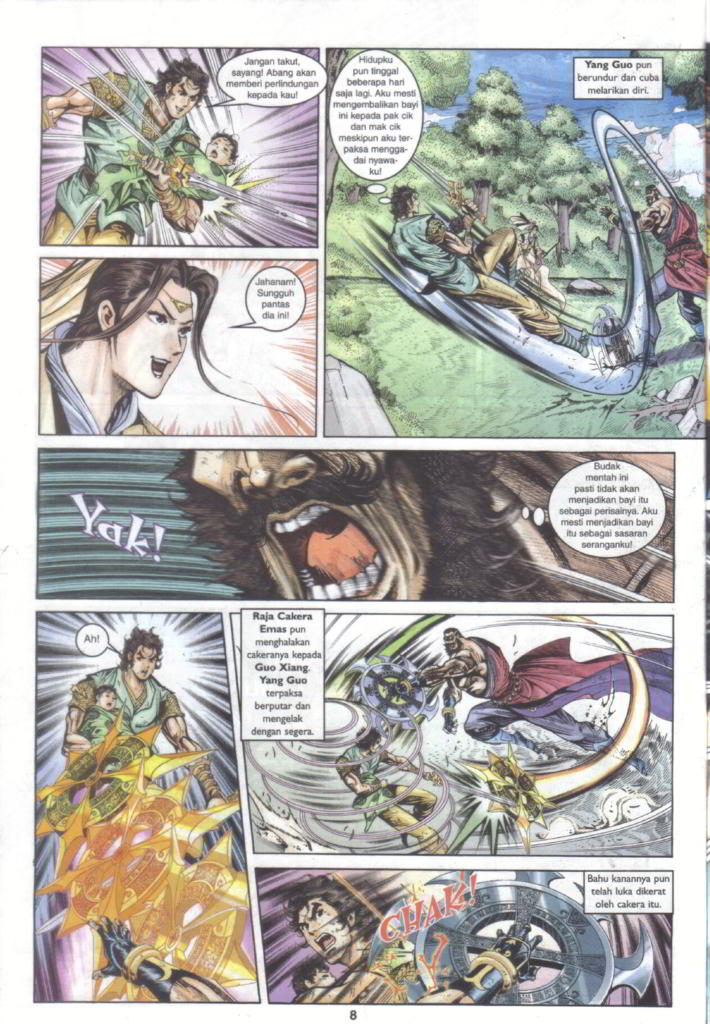 Jangan takut,
sayang! Abang akan
memberi perlindungan
kepada kau!
Hidupku
pun tinggal
beberapa hari
saja lagi. Aku mesti
mengembalikan bayi
ini kepada pak cik
dan mak cik
meskipun aku ter-
paksa mengga-
dai nyawa-
ku!
Yang Guo pun
berundur dan cuba
melarikan diri.
Jahanam!
Sungguh
pantas
dia ini!
Yak!
Budak
mentah ini
pasti tidak akan
menjadikan bayi itu
sebagai perisainya. Aku
mesti menjadikan bayi
itu sebagai sasaran
seranganku!
Ah!
Raja Cakera
Emas pun
menghalakan
cakeranya kepada
Guo Xiang.
Yang Guo
terpaksa
berputar dan
mengelak
dengan segera.
CHAK!
Bahu kanannya pun
telah luka dikerat
oleh cakera itu.
8